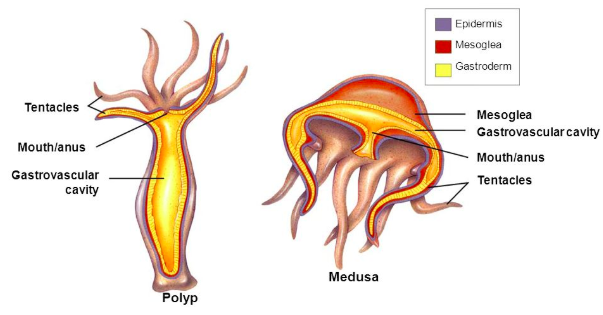 Epidermis
Mesoglea
Gastroderm
Tentacles
Mouth/anus
Gastrovascular
cavity
Polyp
Mesoglea
Gastrovascular cavity
Mouth/anus
Tentacles
Medusa